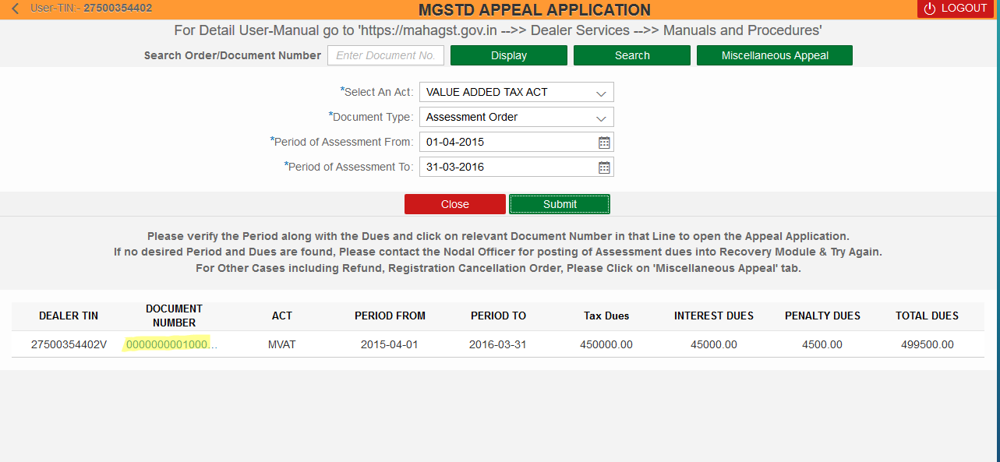 User-TIN:- 27500354402 MGSTD APPEAL APPLICATION LOGOUT
For Detail User-Manual go to 'https://mahagst.gov.in -->> Dealer Services -->> Manuals and Procedures'
Search Order/Document Number Enter Document No. Display Search Miscellaneous Appeal
*Select An Act: VALUE ADDED TAX ACT
*Document Type: Assessment Order
*Period of Assessment From: 01-04-2015
*Period of Assessment To: 31-03-2016
Close Submit
Please verify the Period along with the Dues and click on relevant Document Number in that Line to open the Appeal Application.
If no desired Period and Dues are found, Please contact the Nodal Officer for posting of Assessment dues into Recovery Module & Try Again.
For Other Cases including Refund, Registration Cancellation Order, Please Click on 'Miscellaneous Appeal' tab.
DEALER TIN DOCUMENT NUMBER ACT PERIOD FROM PERIOD TO Tax Dues INTEREST DUES PENALTY DUES TOTAL DUES
27500354402V 0000000001000... MVAT 2015-04-01 2016-03-31 450000.00 45000.00 4500.00 499500.00